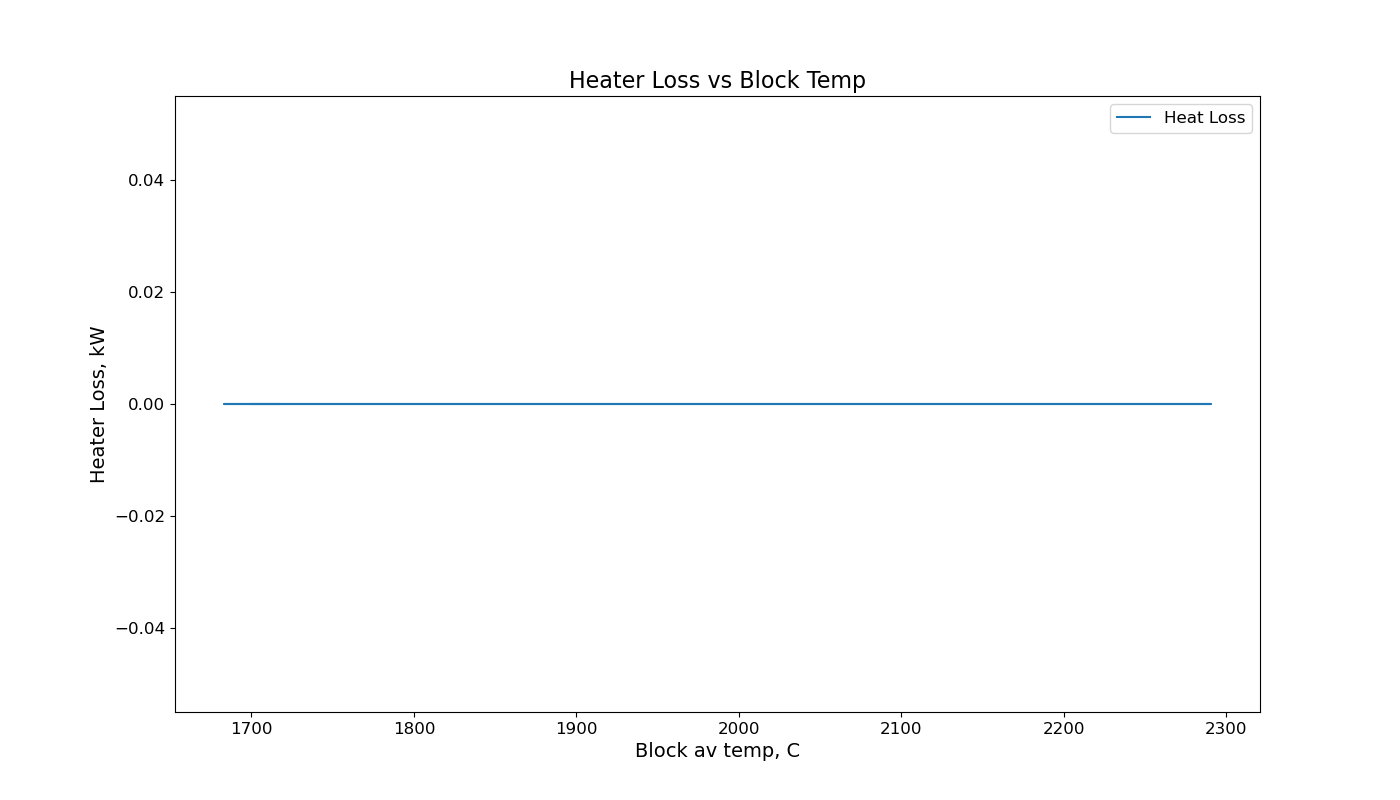 Heater Loss vs Block Temp
Heat Loss
0.04
0.02
0.00
−0.02
−0.04
Heater Loss, kW
1700 1800 1900 2000 2100 2200 2300
Block av temp, C